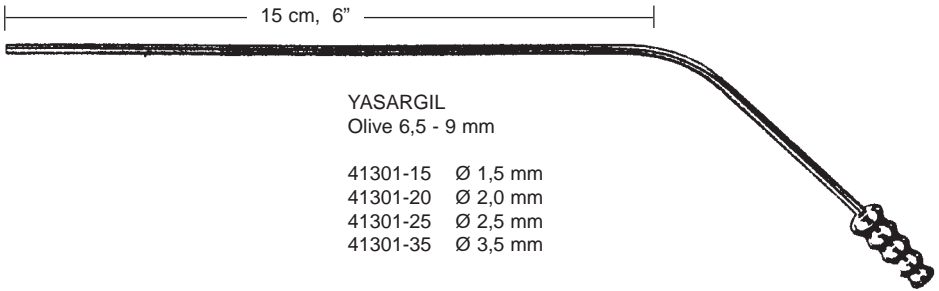 15 cm, 6”
YASARGIL
Olive 6,5 - 9 mm
41301-15 Ø 1,5 mm
41301-20 Ø 2,0 mm
41301-25 Ø 2,5 mm
41301-35 Ø 3,5 mm